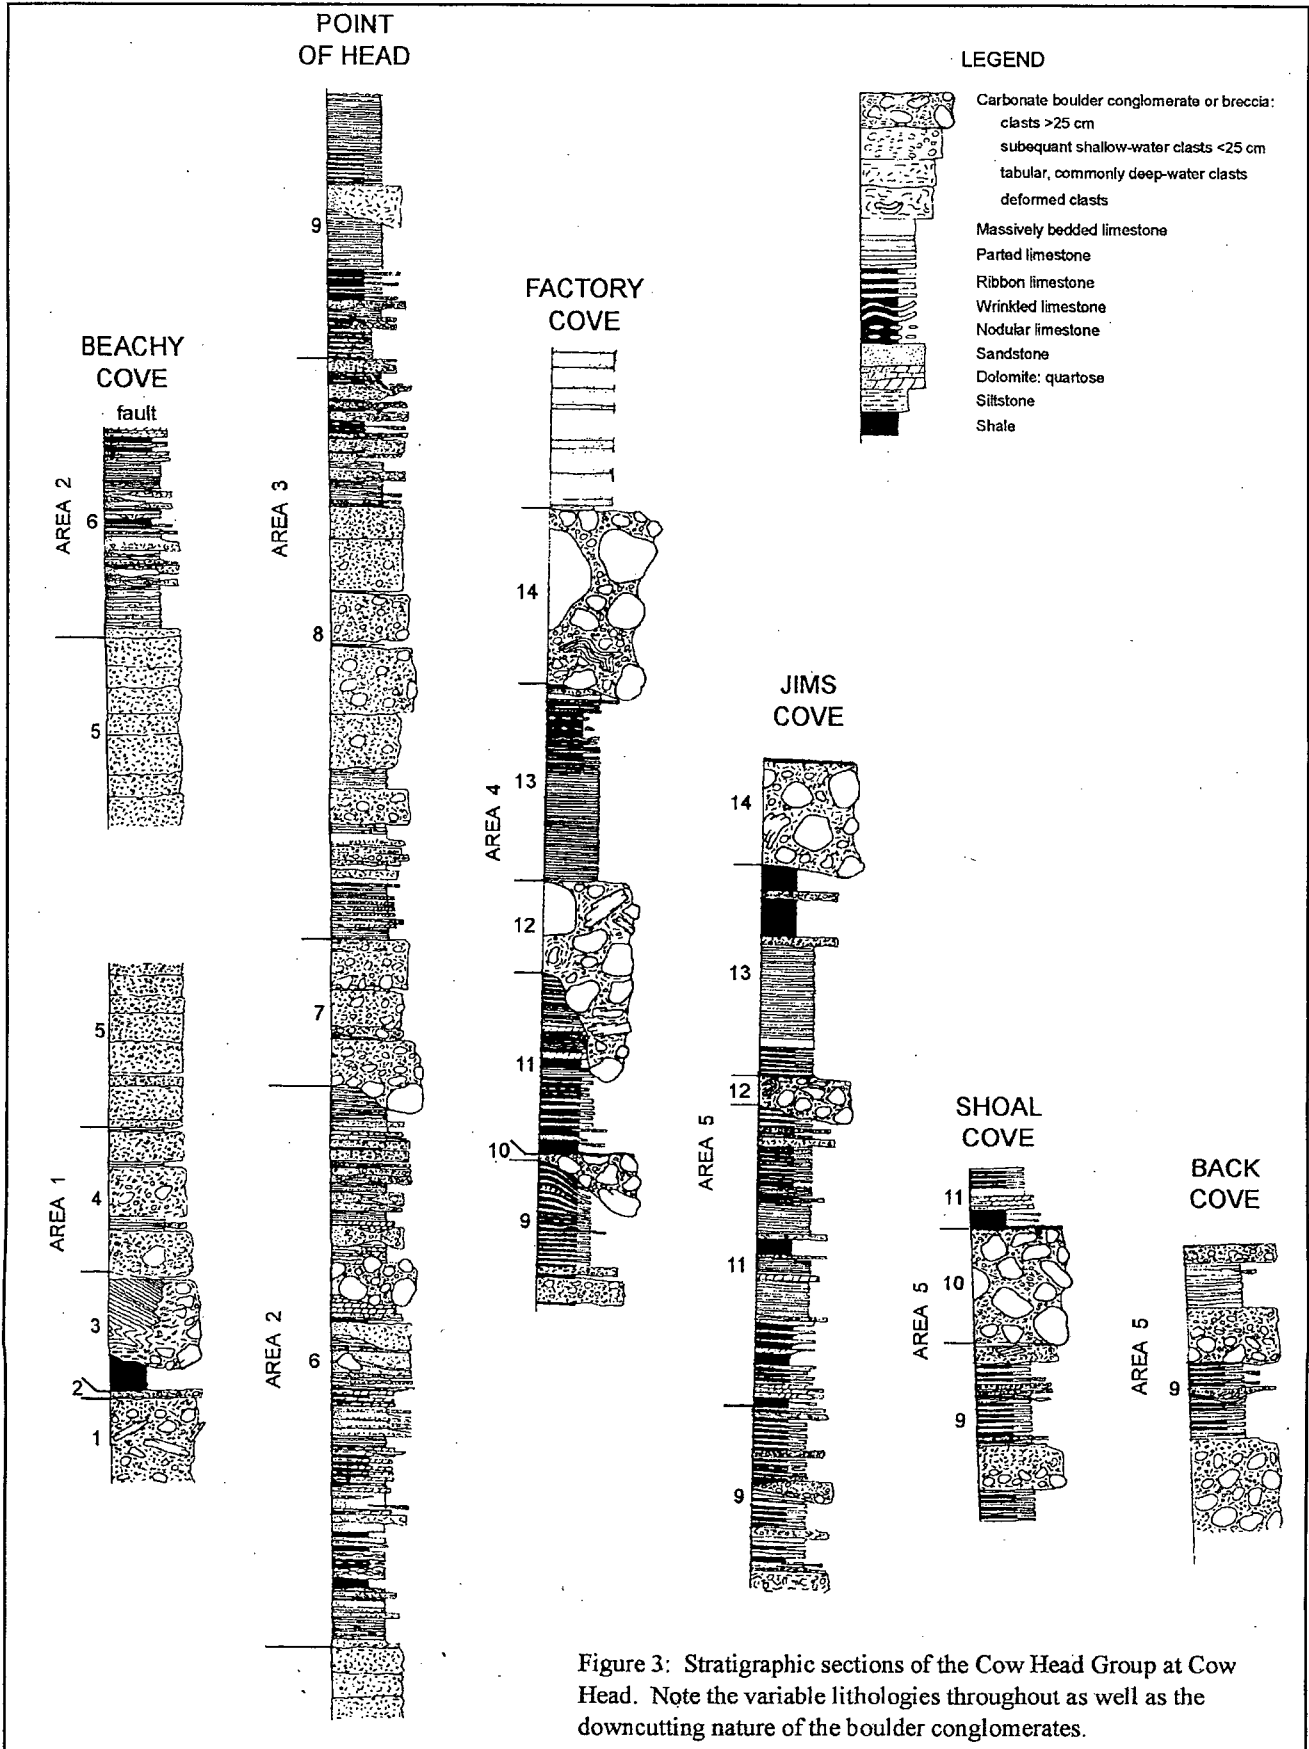 POINT
OF HEAD
LEGEND
Carbonate boulder conglomerate or breccia:
clasts >25 cm
subequant shallow-water clasts <25 cm
tabular, commonly deep-water clasts
deformed clasts
Massively bedded limestone
Parted limestone
Ribbon limestone
Wrinkled limestone
Nodular limestone
Sandstone
Dolomite: quartose
Siltstone
Shale
BEACHY
COVE
fault
AREA 2
6
5
5
AREA 1
4
3
2
1
9
AREA 3
8
7
AREA 2
6
FACTORY
COVE
14
AREA 4
13
12
11
10
9
JIMS
COVE
14
13
12
AREA 5
11
9
SHOAL
COVE
11
AREA 5
10
9
BACK
COVE
AREA 5
9
Figure 3: Stratigraphic sections of the Cow Head Group at Cow
Head. Note the variable lithologies throughout as well as the
downcutting nature of the boulder conglomerates.